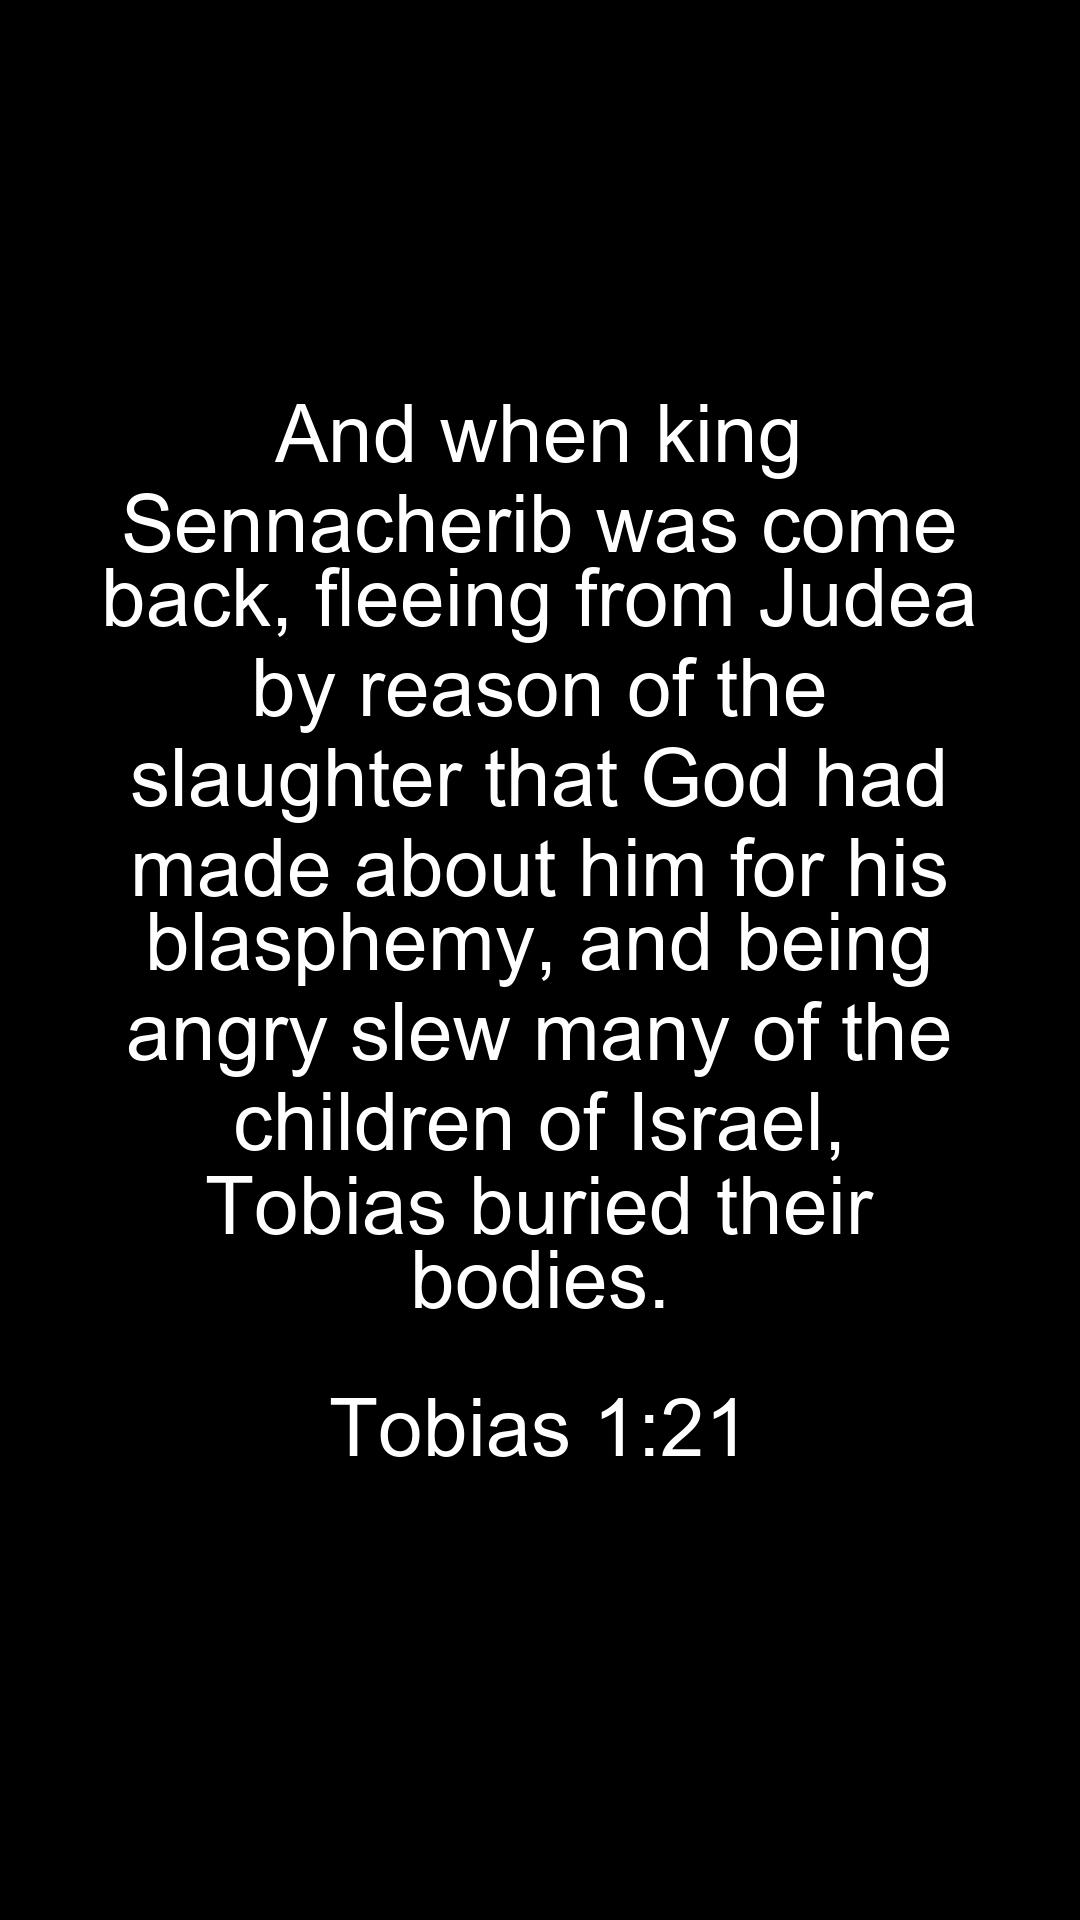 And when king
Sennacherib was come
back, fleeing from Judea
by reason of the
slaughter that God had
made about him for his
blasphemy, and being
angry slew many of the
children of Israel,
Tobias buried their
bodies.
Tobias 1:21